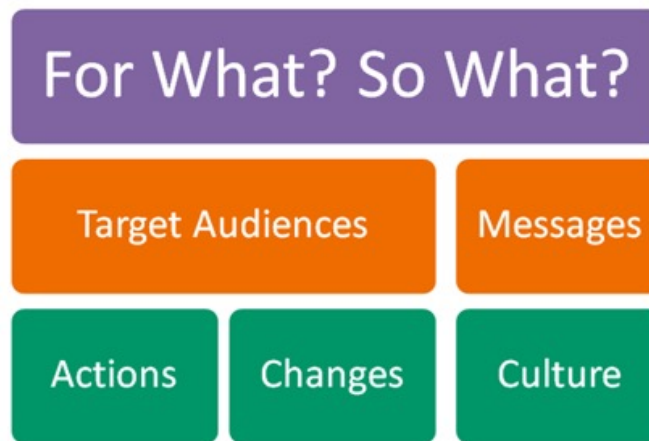 For What? So What?
Target Audiences
Messages
Actions
Changes
Culture